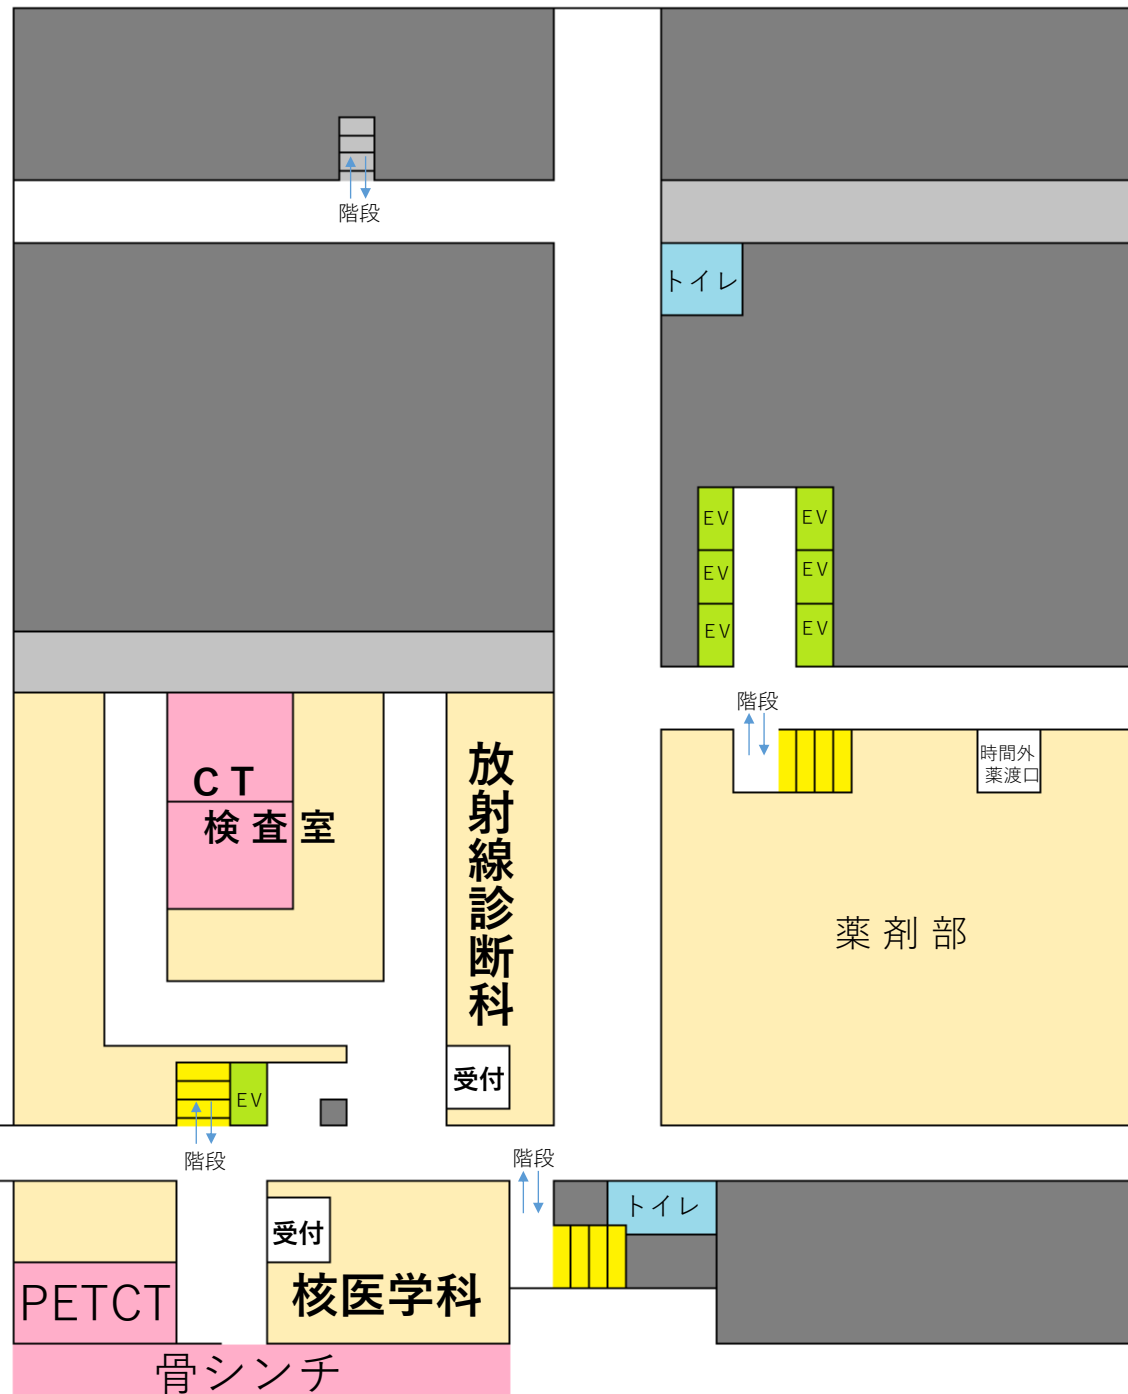 階段
トイレ
EV
EV
EV
EV
EV
EV
階段
時間外
薬渡口
CT
検査室
放射線診断科
薬剤部
受付
EV
階段
階段
トイレ
受付
PETCT
核医学科
骨シンチ